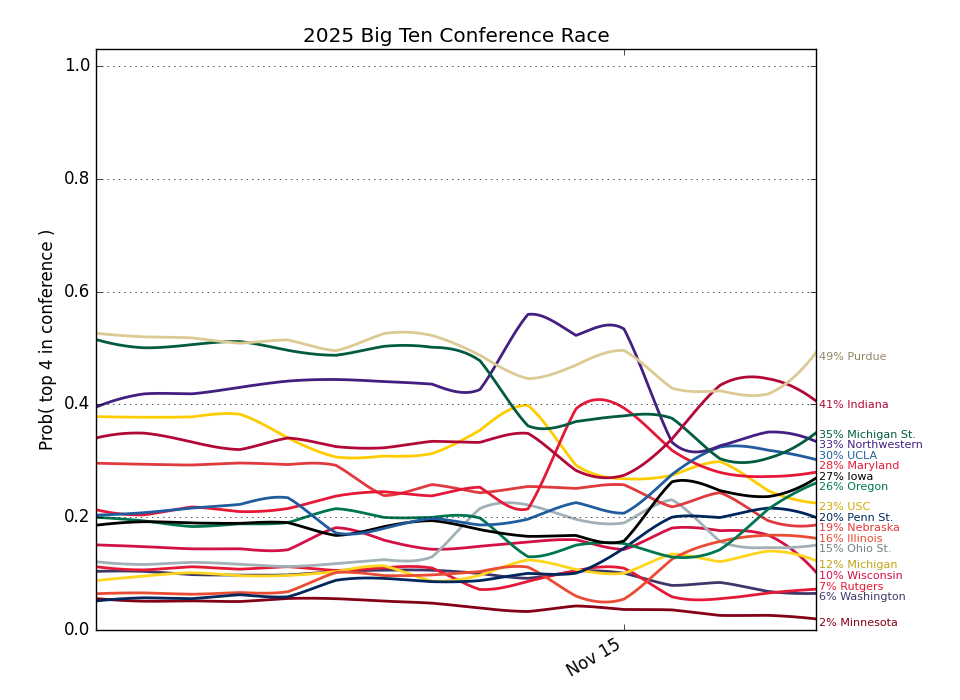 2025 Big Ten Conference Race
Prob( top 4 in conference )
1.0
0.8
0.6
0.4
0.2
0.0
Nov 15
49% Purdue
41% Indiana
35% Michigan St.
33% Northwestern
30% UCLA
28% Maryland
27% Iowa
26% Oregon
23% USC
20% Penn St.
19% Nebraska
16% Illinois
15% Ohio St.
12% Michigan
10% Wisconsin
7% Rutgers
6% Washington
2% Minnesota